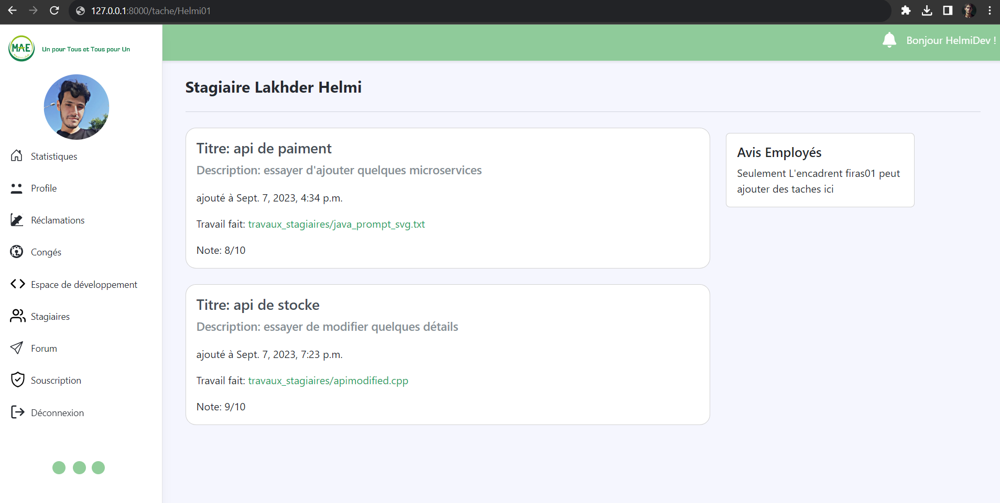 127.0.0.1:8000/tache/Helmi01
MAE
Un pour Tous et Tous pour Un
Bonjour HelmiDev !
Statistiques
Profile
Réclamations
Congés
Espace de développement
Stagiaires
Forum
Souscription
Déconnexion
Stagiaire Lakhder Helmi
Titre: api de paiment
Description: essayer d'ajouter quelques microservices
ajouté à Sept. 7, 2023, 4:34 p.m.
Travail fait: travaux_stagiaires/java_prompt_svg.txt
Note: 8/10
Titre: api de stocke
Description: essayer de modifier quelques détails
ajouté à Sept. 7, 2023, 7:23 p.m.
Travail fait: travaux_stagiaires/apimodified.cpp
Note: 9/10
Avis Employés
Seulement L'encadrent firas01 peut
ajouter des taches ici